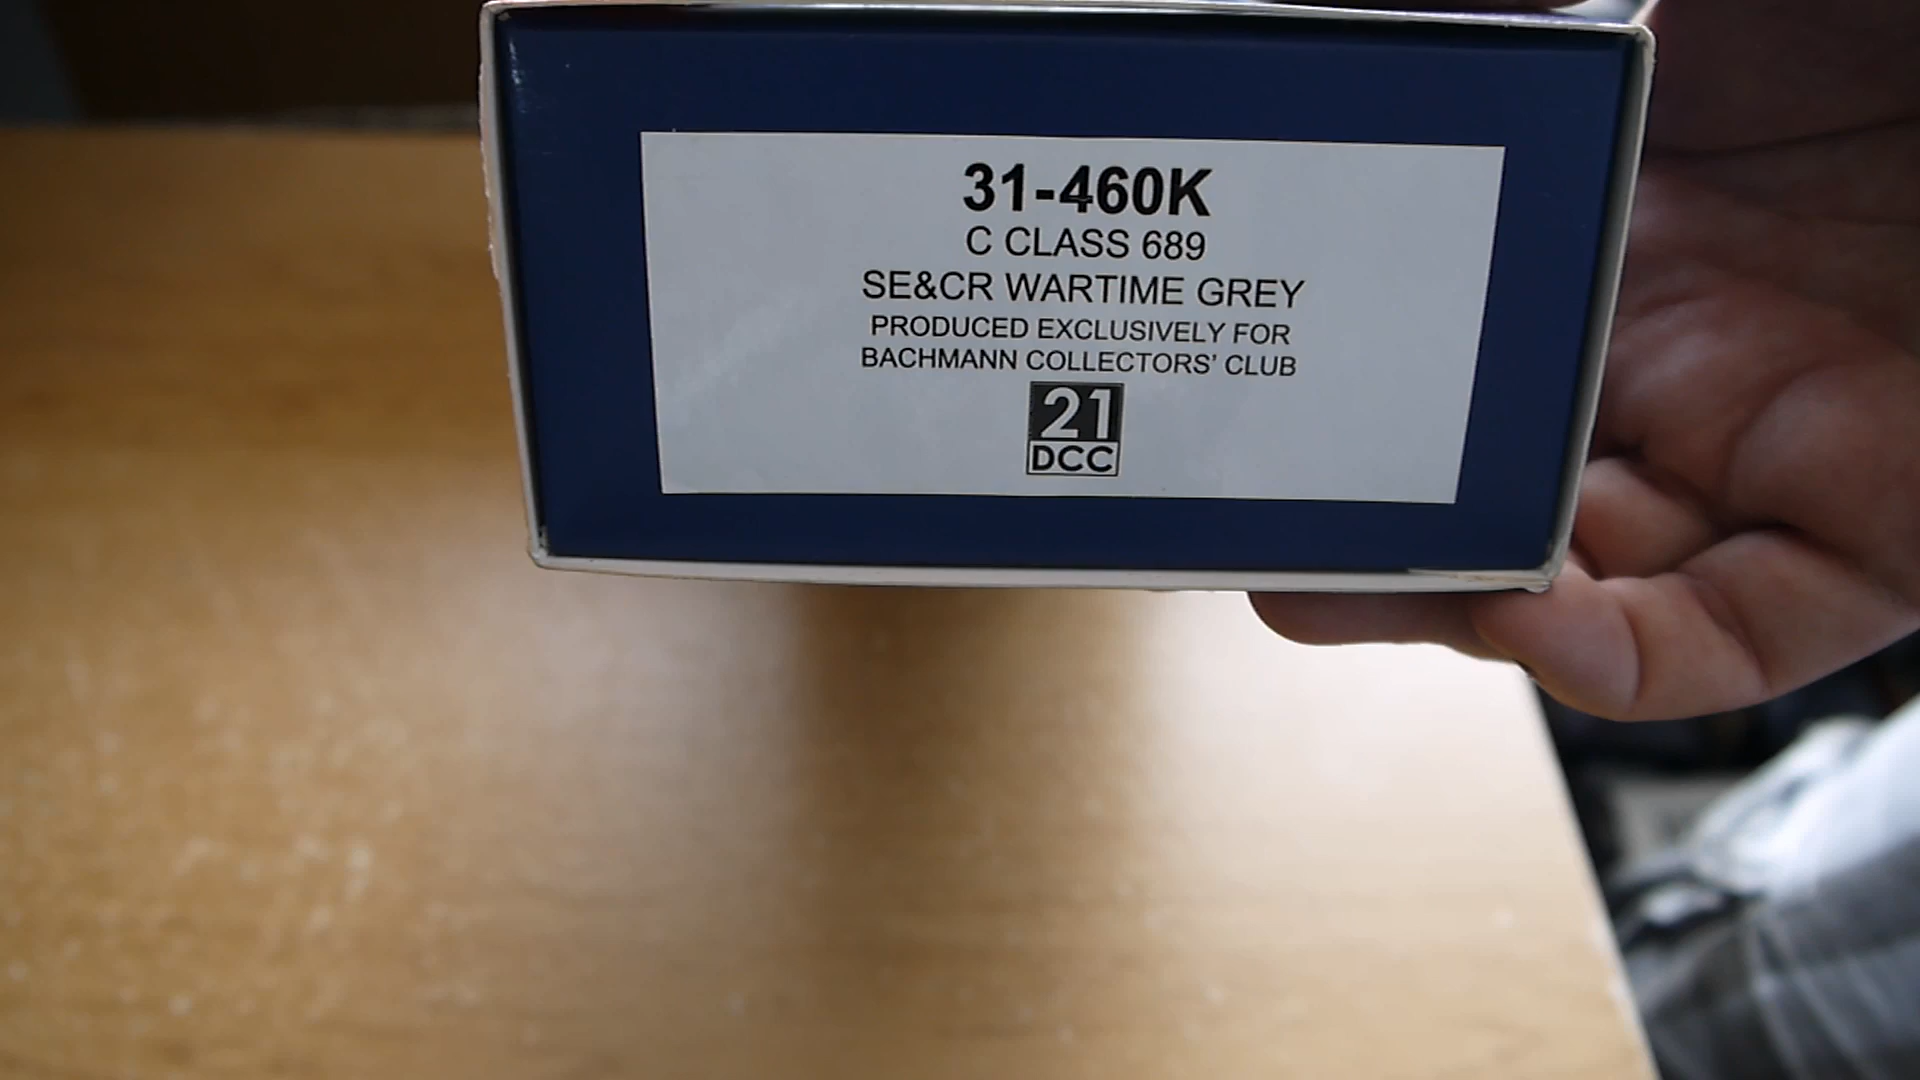 31-460K
C CLASS 689
SE&CR WARTIME GREY
PRODUCED EXCLUSIVELY FOR
BACHMANN COLLECTORS' CLUB
21
DCC